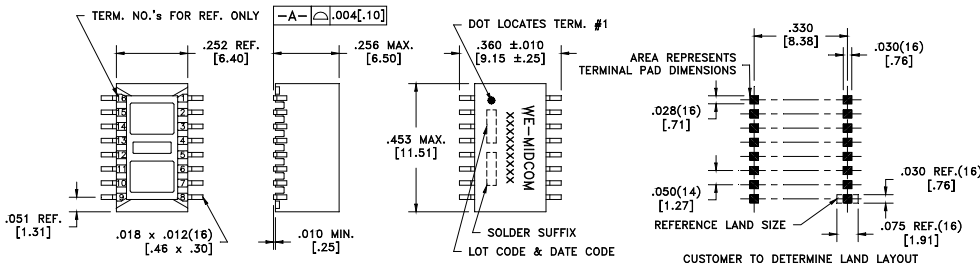 TERM. NO.'s FOR REF. ONLY
-A- .004[.10]
.252 REF.
[6.40]
.256 MAX.
[6.50]
16
15
14
13
12
11
10
9
1
2
3
4
5
6
7
8
.051 REF.
[1.31]
.018 x .012(16)
[.46 x .30]
.010 MIN.
[.25]
DOT LOCATES TERM. #1
.360 ±.010
[9.15 ±.25]
.453 MAX.
[11.51]
WE-MIDCOM
XXXXXXXXX
SOLDER SUFFIX
LOT CODE & DATE CODE
.330
[8.38]
.030(16)
[.76]
AREA REPRESENTS
TERMINAL PAD DIMENSIONS
.028(16)
[.71]
.050(14)
[1.27]
.030 REF.(16)
[.76]
REFERENCE LAND SIZE
.075 REF.(16)
[1.91]
CUSTOMER TO DETERMINE LAND LAYOUT